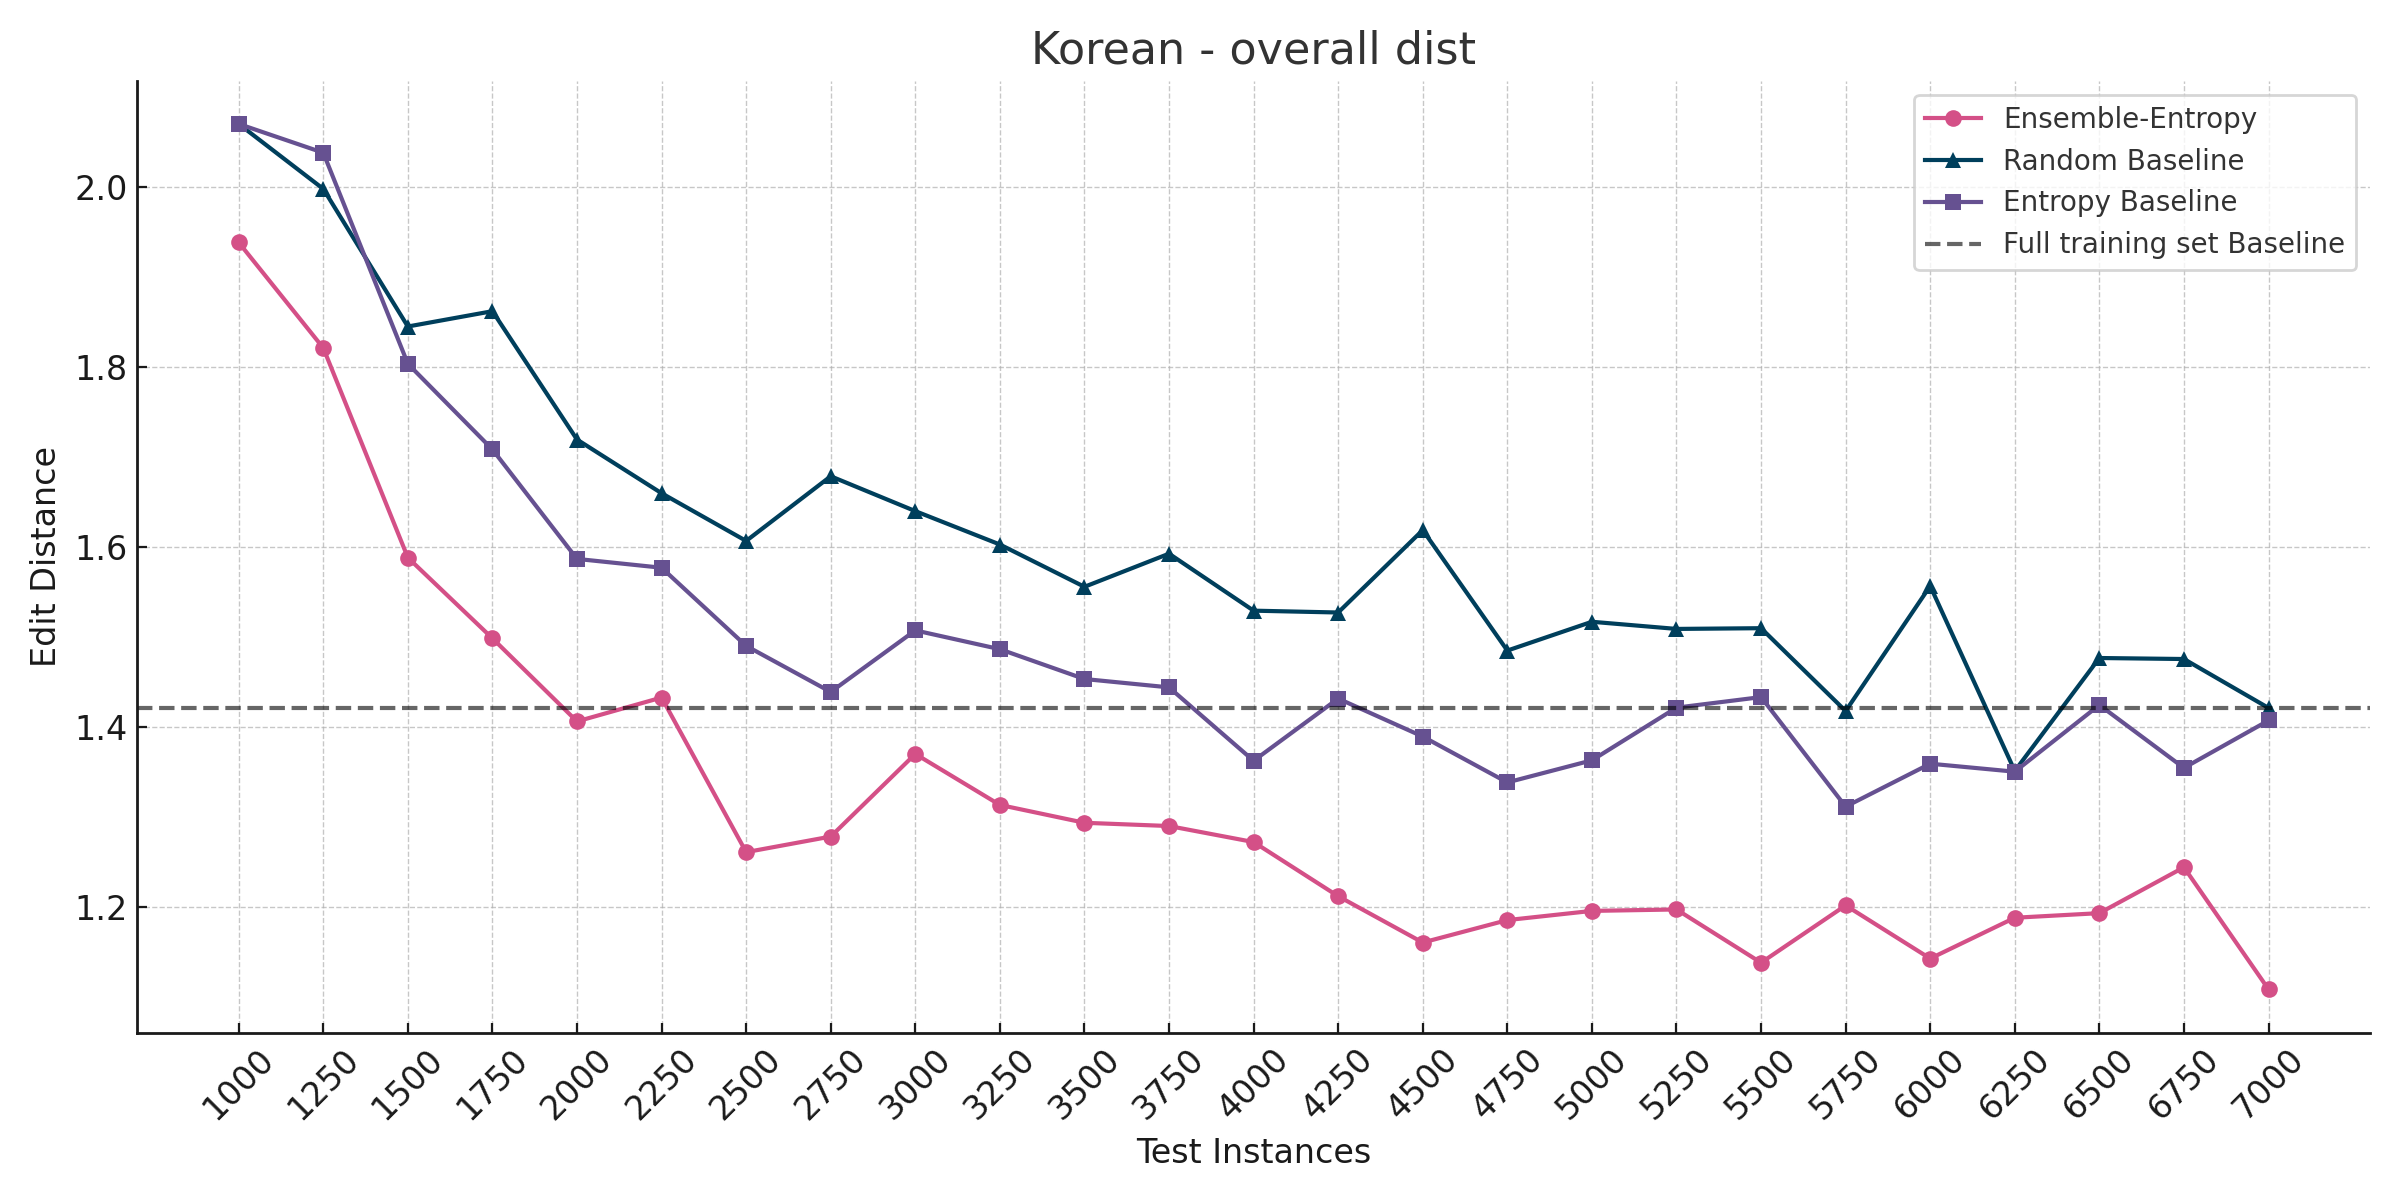 Korean - overall dist
Ensemble-Entropy
Random Baseline
Entropy Baseline
Full training set Baseline
Edit Distance
2.0
1.8
1.6
1.4
1.2
1000 1250 1500 1750 2000 2250 2500 2750 3000 3250 3500 3750 4000 4250 4500 4750 5000 5250 5500 5750 6000 6250 6500 6750 7000
Test Instances